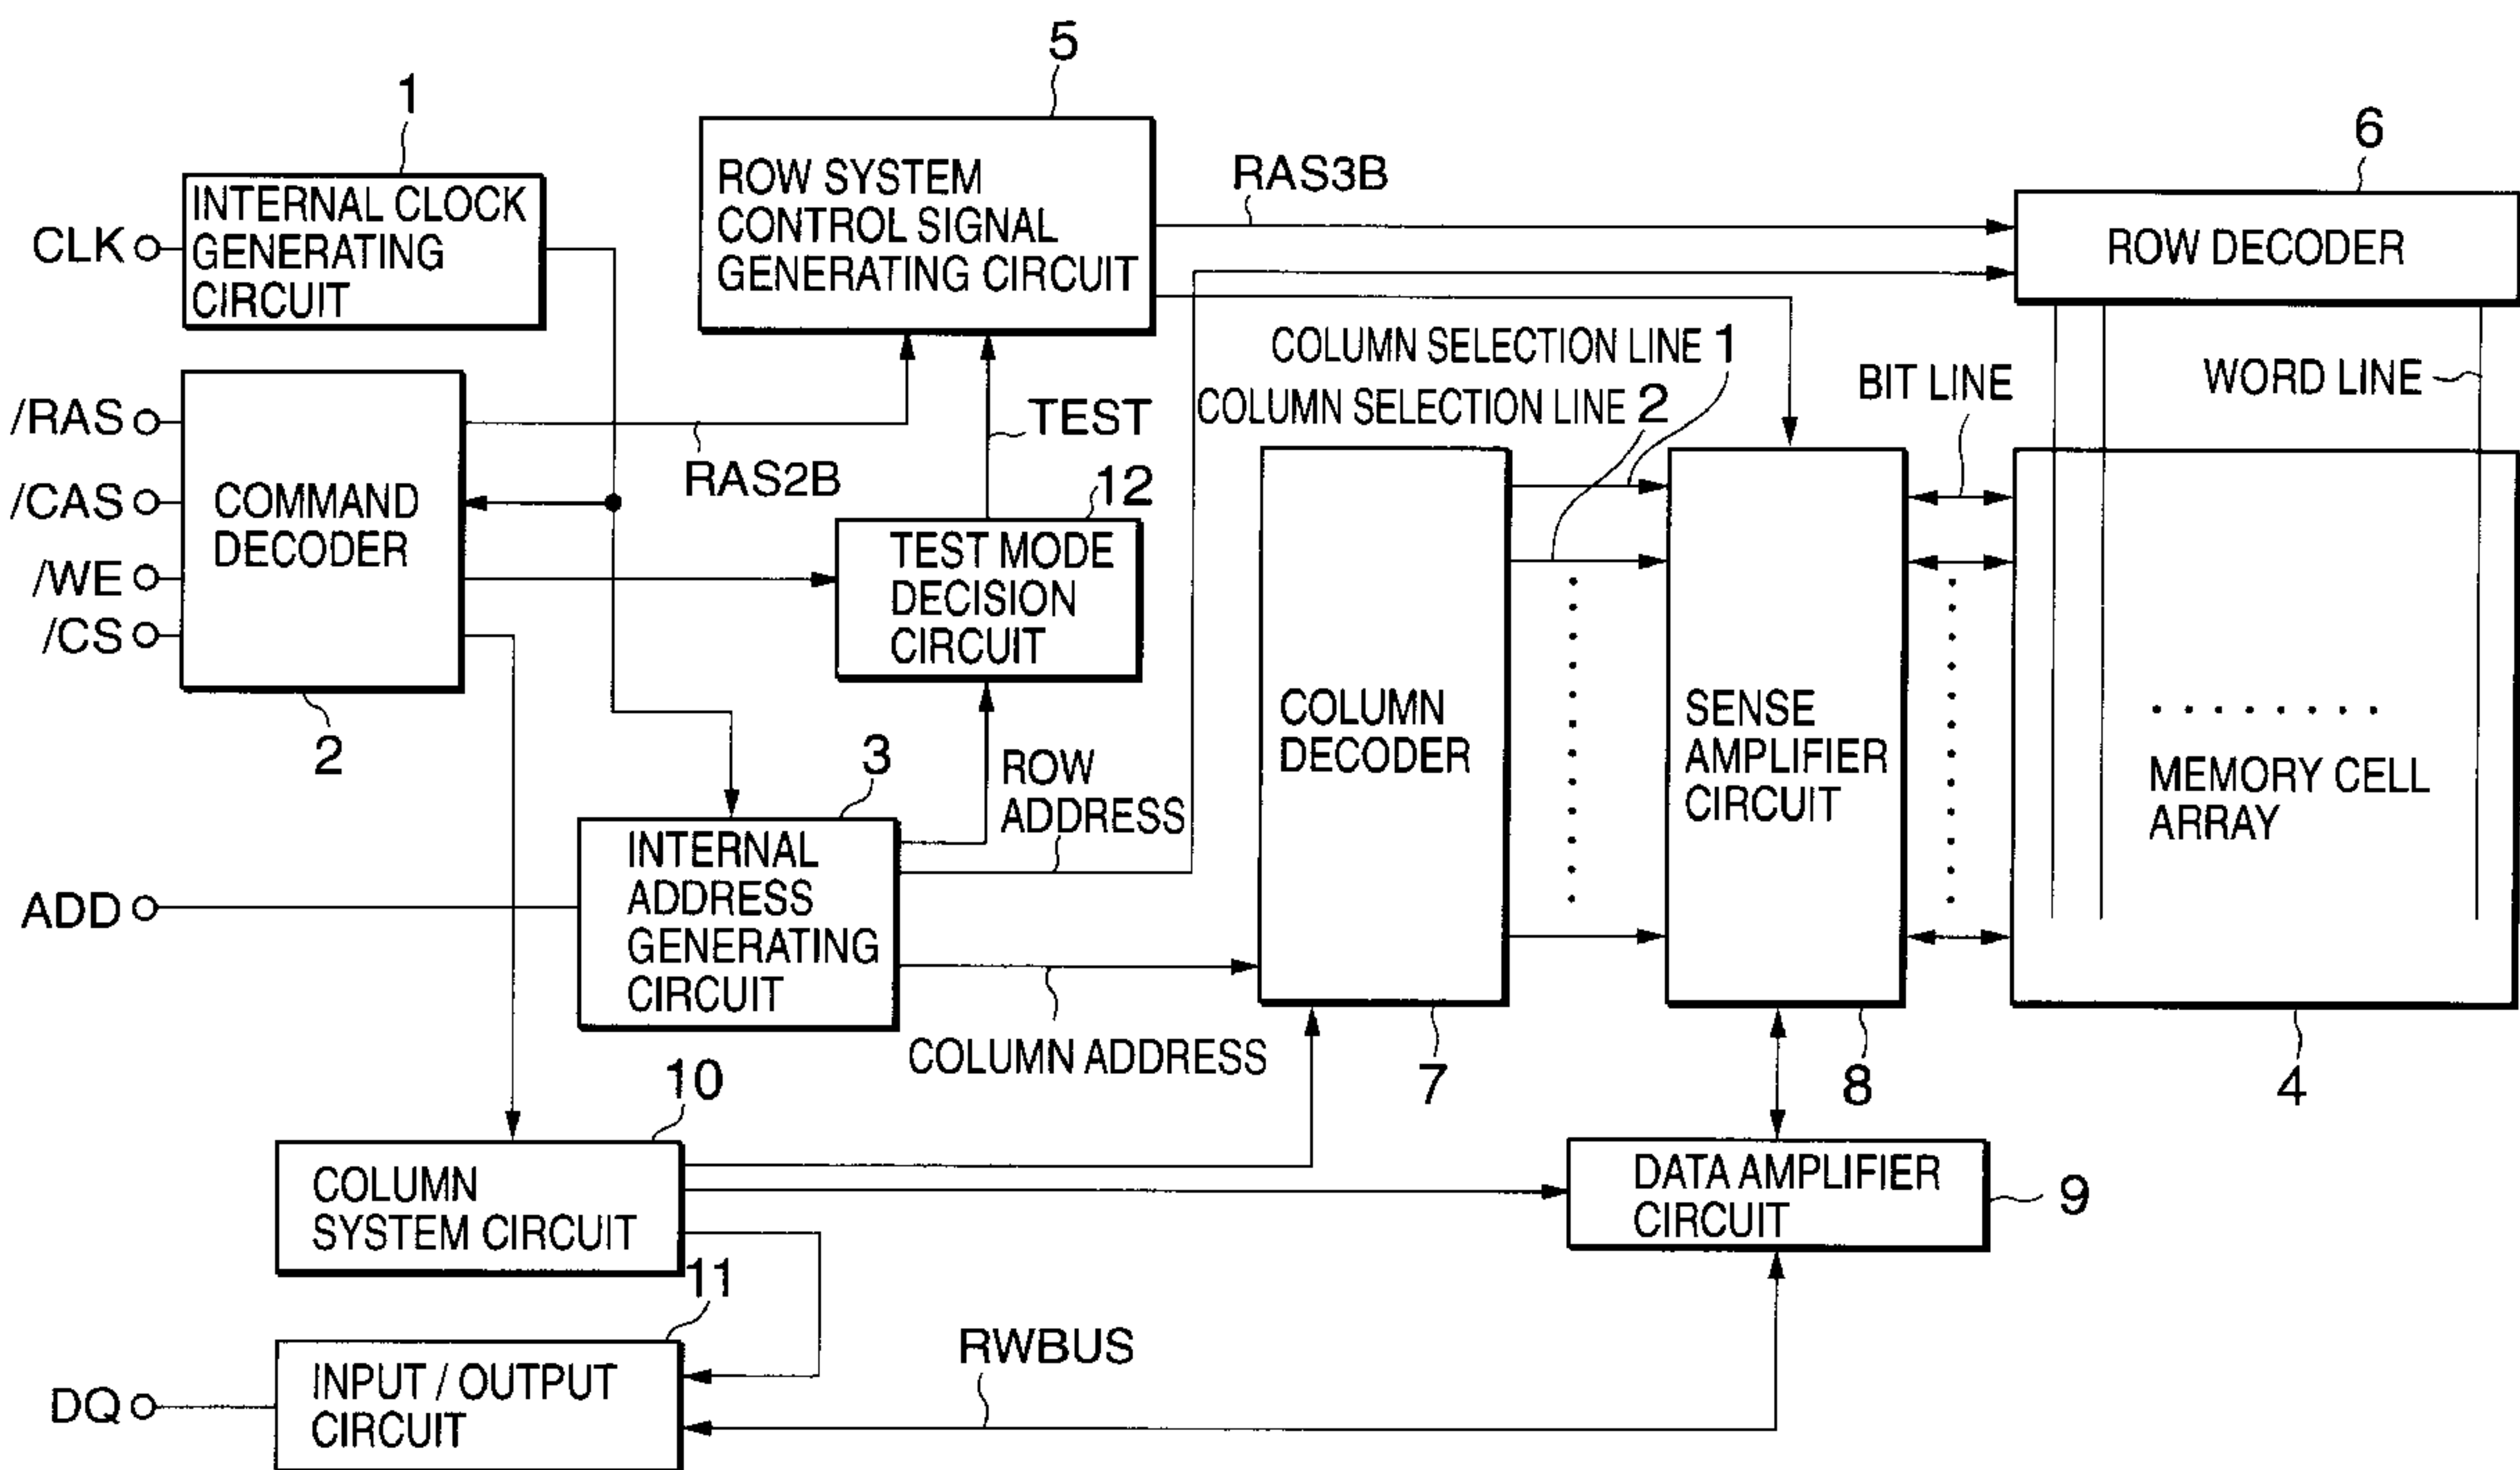 5
1
6
INTERNAL CLOCK
GENERATING
CIRCUIT
CLK
ROW SYSTEM
CONTROL SIGNAL
GENERATING CIRCUIT
RAS3B
ROW DECODER
COLUMN SELECTION LINE 1
COLUMN SELECTION LINE 2
BIT LINE
WORD LINE
/RAS
/CAS
/WE
/CS
COMMAND
DECODER
2
RAS2B
TEST
12
TEST MODE
DECISION
CIRCUIT
3
ROW
ADDRESS
INTERNAL
ADDRESS
GENERATING
CIRCUIT
ADD
COLUMN ADDRESS
COLUMN
DECODER
7
SENSE
AMPLIFIER
CIRCUIT
8
MEMORY CELL
ARRAY
4
10
COLUMN
SYSTEM CIRCUIT
DATA AMPLIFIER
CIRCUIT
9
11
INPUT / OUTPUT
CIRCUIT
DQ
RWBUS